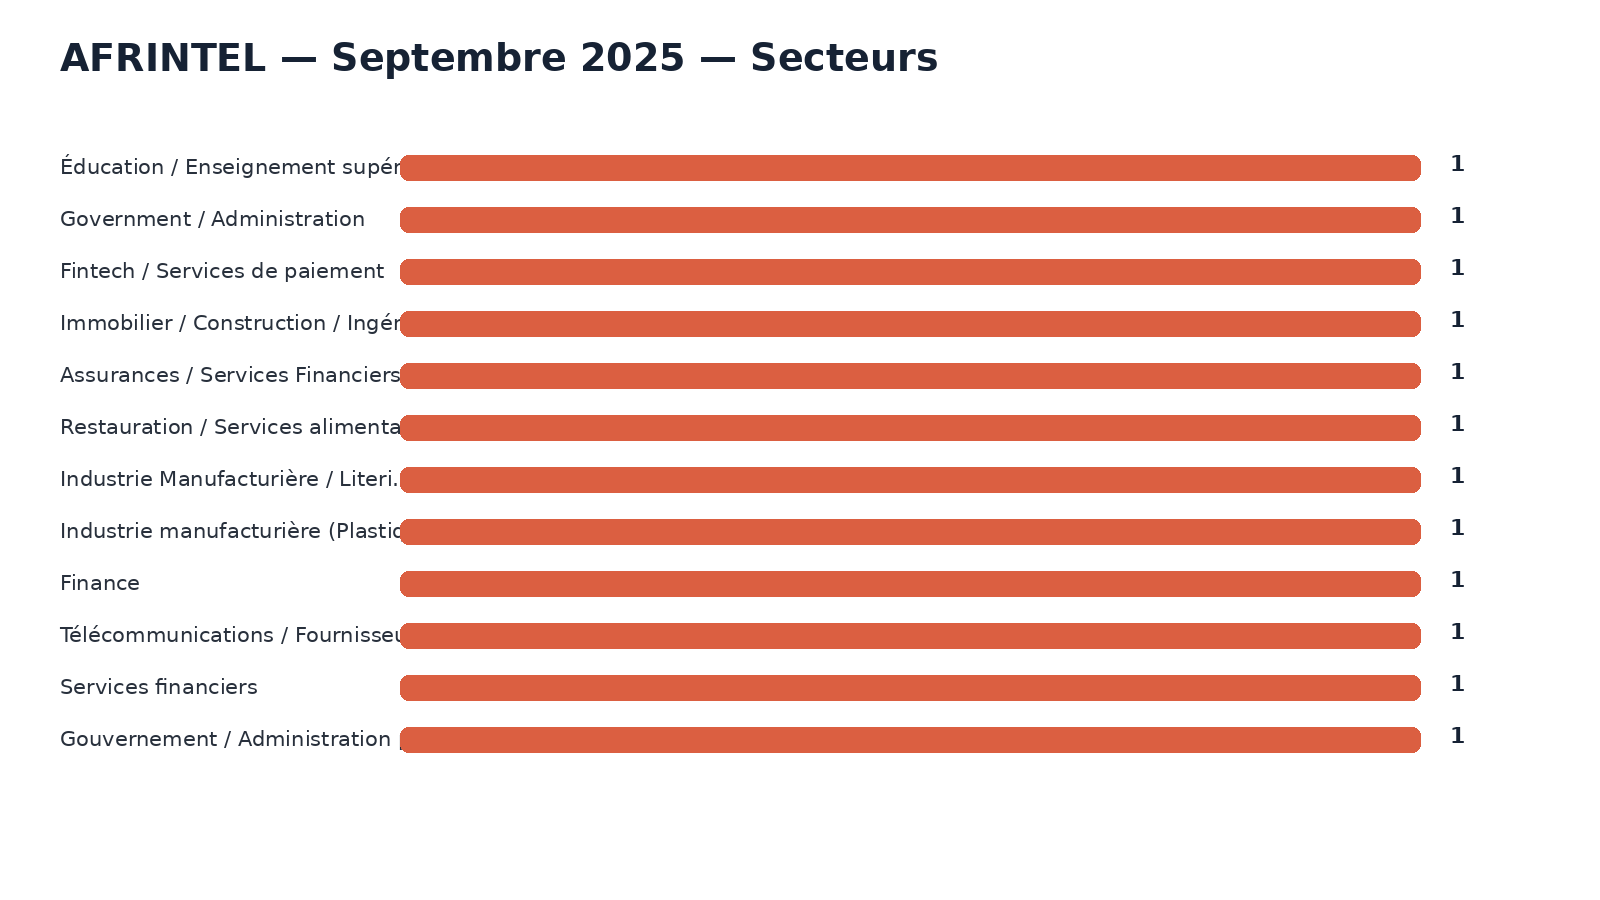 AFRINTEL — Septembre 2025 — Secteurs
Éducation / Enseignement supér 1
Government / Administration 1
Fintech / Services de paiement 1
Immobilier / Construction / Ingér 1
Assurances / Services Financiers 1
Restauration / Services alimenta 1
Industrie Manufacturière / Literi. 1
Industrie manufacturière (Plastic 1
Finance 1
Télécommunications / Fournisseu 1
Services financiers 1
Gouvernement / Administration 1